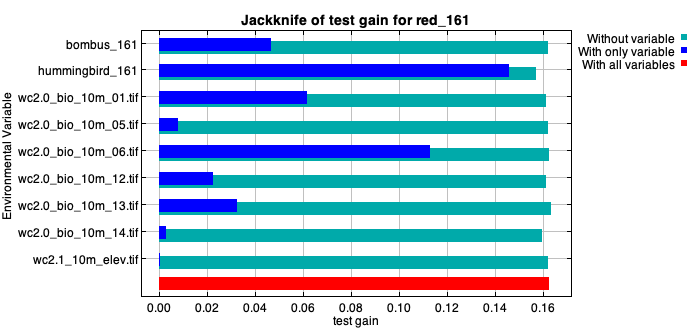 Jackknife of test gain for red_161
Without variable
With only variable
With all variables
Environmental Variable
bombus_161
hummingbird_161
wc2.0_bio_10m_01.tif
wc2.0_bio_10m_05.tif
wc2.0_bio_10m_06.tif
wc2.0_bio_10m_12.tif
wc2.0_bio_10m_13.tif
wc2.0_bio_10m_14.tif
wc2.1_10m_elev.tif
0.00 0.02 0.04 0.06 0.08 0.10 0.12 0.14 0.16
test gain